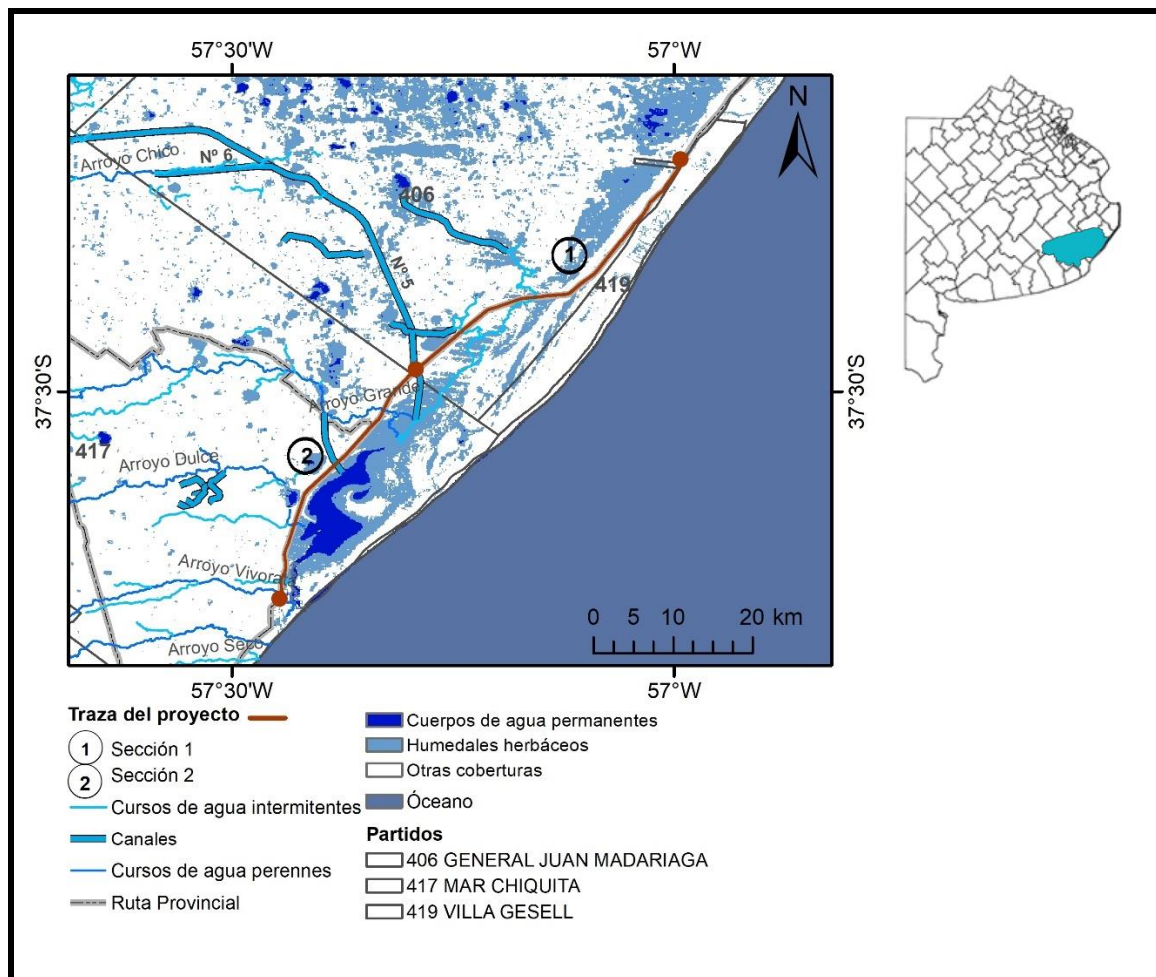 57°30'W 57°W
N
Arroyo Chico
Nº 6
406
1
Nº 5
419
37°30'S 37°30'S
Arroyo Grande
417
2
Arroyo Dulce
Arroyo Vivorata
0 5 10 20 km
Arroyo Seco
57°30'W 57°W
Traza del proyecto
1 Sección 1
2 Sección 2
Cursos de agua intermitentes
Canales
Cursos de agua perennes
Ruta Provincial
Cuerpos de agua permanentes
Humedales herbáceos
Otras coberturas
Óceano
Partidos
406 GENERAL JUAN MADARIAGA
417 MAR CHIQUITA
419 VILLA GESELL